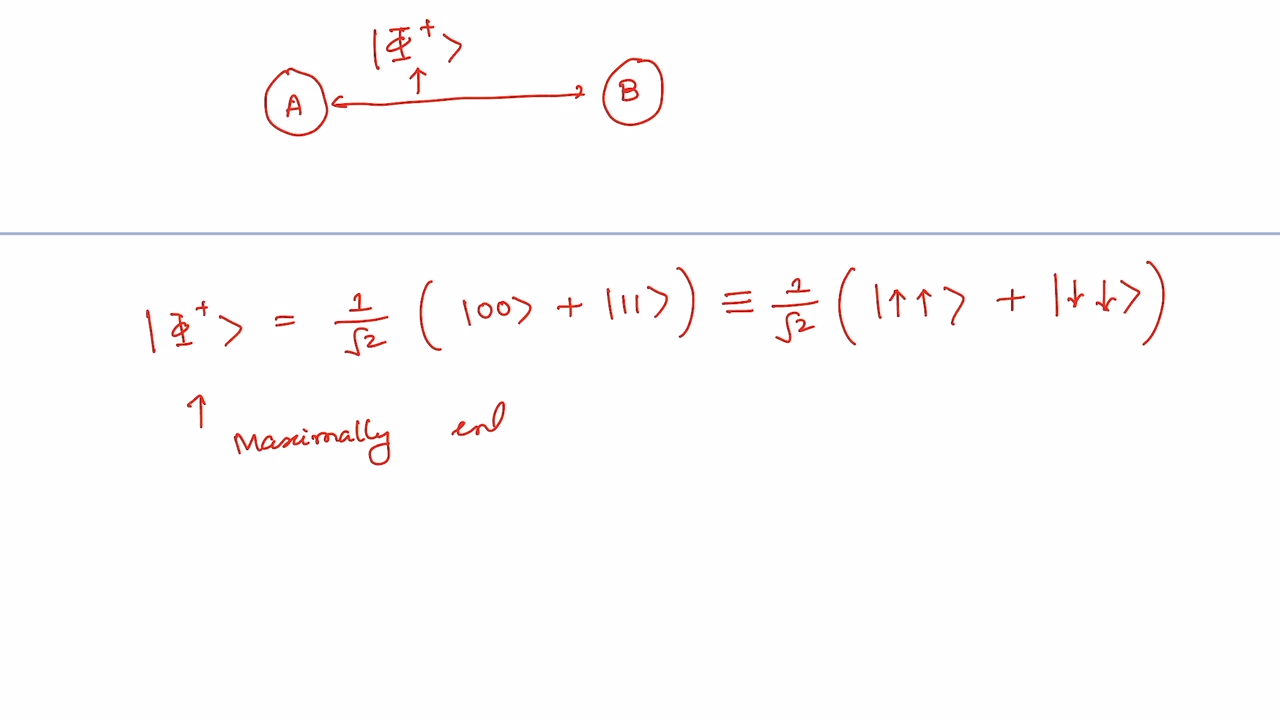 |Φ⁺>
↑
A ↔ B
|Φ⁺> = 1/√2 ( |00> + |11> ) ≡ 1/√2 ( |↑↑> + |↓↓> )
↑
Maximally